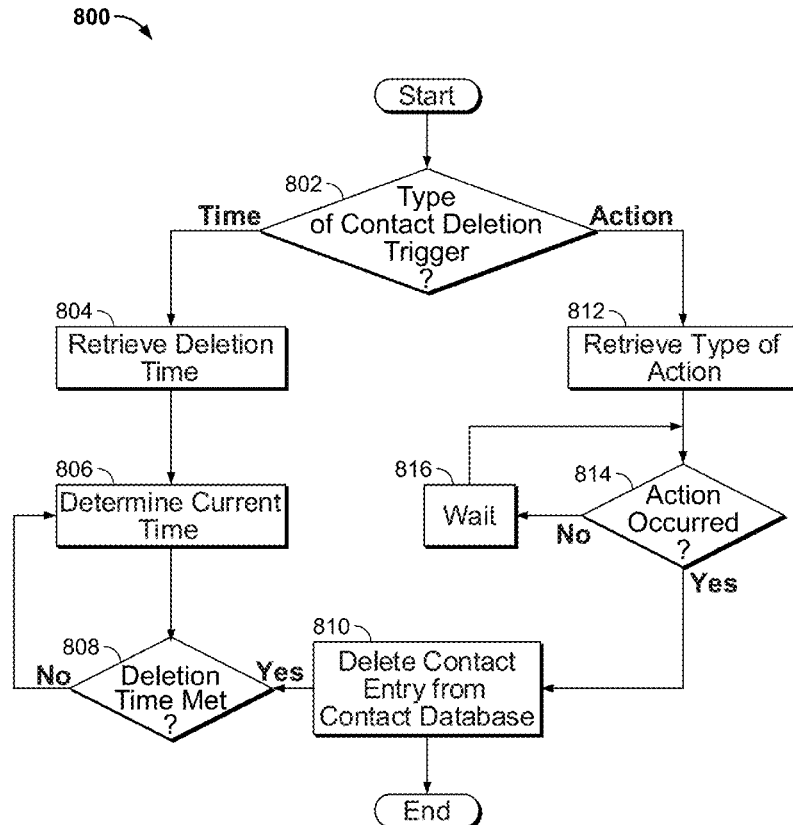 800
Start
802
Type
of Contact Deletion
Trigger
?
Time
Action
804
Retrieve Deletion
Time
812
Retrieve Type of
Action
806
Determine Current
Time
816
Wait
814
Action
Occurred
?
No
Yes
808
Deletion
Time Met
?
No
Yes
810
Delete Contact
Entry from
Contact Database
End